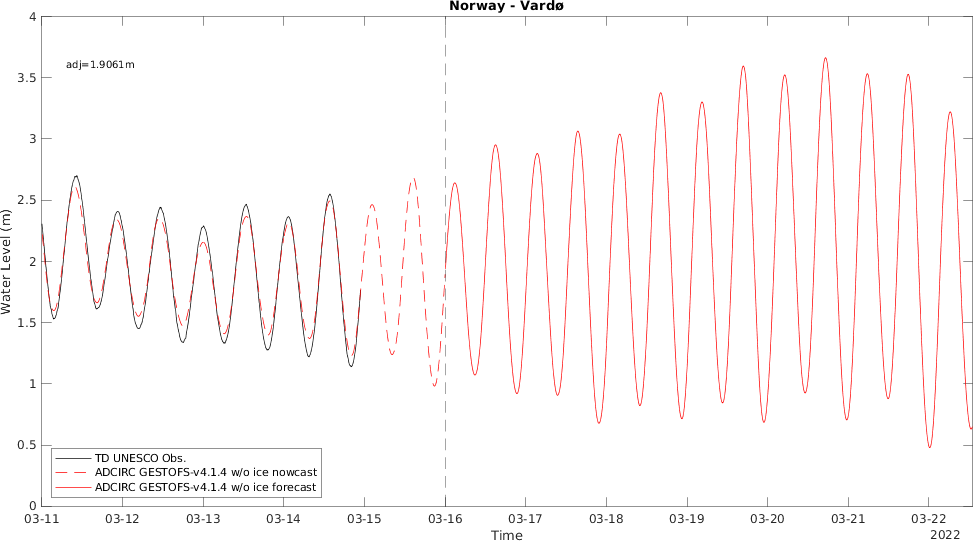 Norway - Vardø
4
adj=1.9061m
3.5
3
2.5
2
1.5
1
0.5
0
Water Level (m)
TD UNESCO Obs.
ADCIRC GESTOFS-v4.1.4 w/o ice nowcast
ADCIRC GESTOFS-v4.1.4 w/o ice forecast
03-11 03-12 03-13 03-14 03-15 03-16 03-17 03-18 03-19 03-20 03-21 03-22
2022
Time